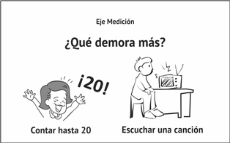 Eje Medición
¿Qué demora más?
¡20!
Contar hasta 20
Escuchar una canción